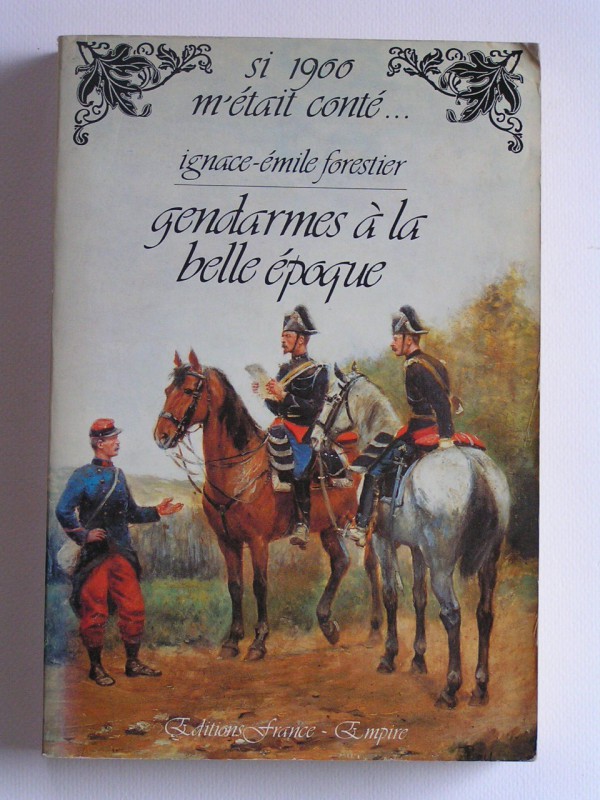 si 1900
m'était conté...
ignace-émile forestier
gendarmes à la
belle époque
Editions France - Empire